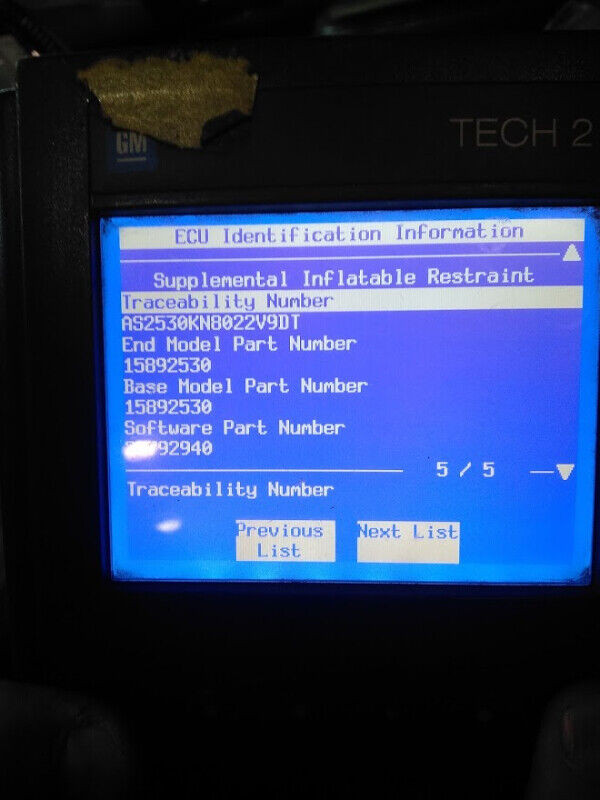 GM
TECH 2
ECU Identification Information
Supplemental Inflatable Restraint
Traceability Number
AS2530KN8022V9DT
End Model Part Number
15892530
Base Model Part Number
15892530
Software Part Number
5 / 5
Traceability Number
Previous List
Next List